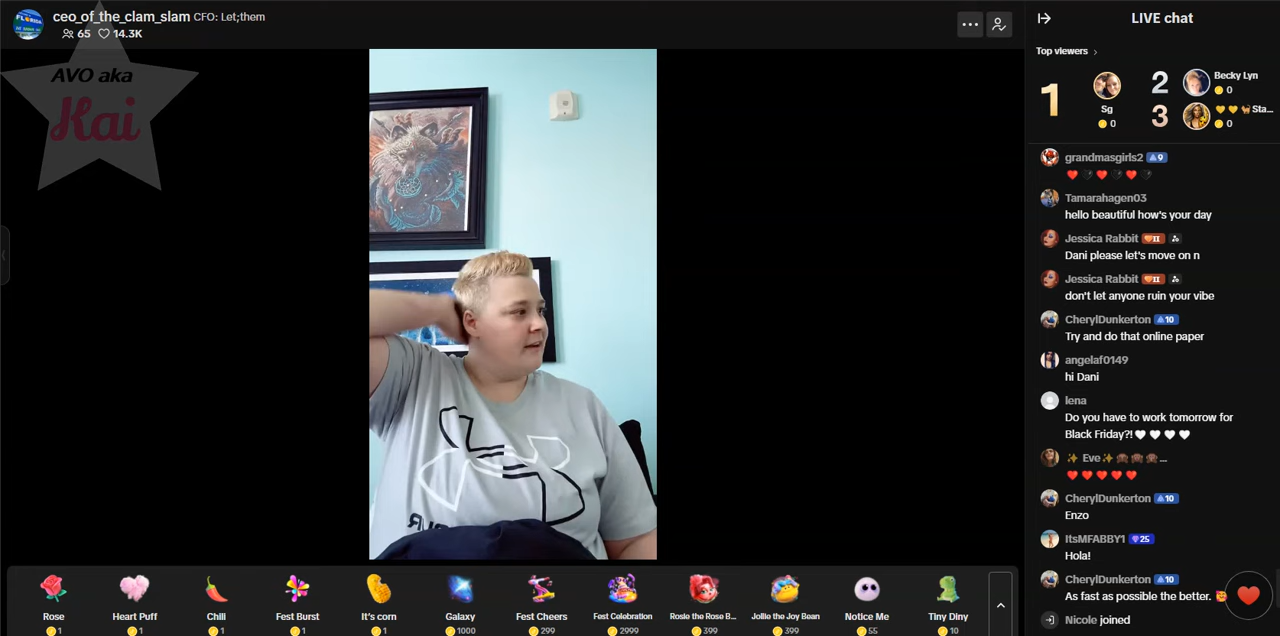 ceo_of_the_clam_slam CFO: Let;them
65 14.3K
AVO aka
Kai
Rose
1
Heart Puff
1
Chili
1
Fest Burst
1
It's corn
1
Galaxy
1000
Fest Cheers
299
Fest Celebration
2999
Rosie the Rose B...
399
Jollie the Joy Bean
399
Notice Me
55
Tiny Diny
10
LIVE chat
Top viewers
1
Sg
0
2
Becky Lyn
0
3
Sta...
0
grandmasgirls2 9
Tamarahagen03
hello beautiful how's your day
Jessica Rabbit II
Dani please let's move on n
Jessica Rabbit II
don't let anyone ruin your vibe
CherylDunkerton 10
Try and do that online paper
angelaf0149
hi Dani
lena
Do you have to work tomorrow for
Black Friday?!
Eve ...
CherylDunkerton 10
Enzo
ItsMFABBY1 25
Hola!
CherylDunkerton 10
As fast as possible the better.
Nicole joined